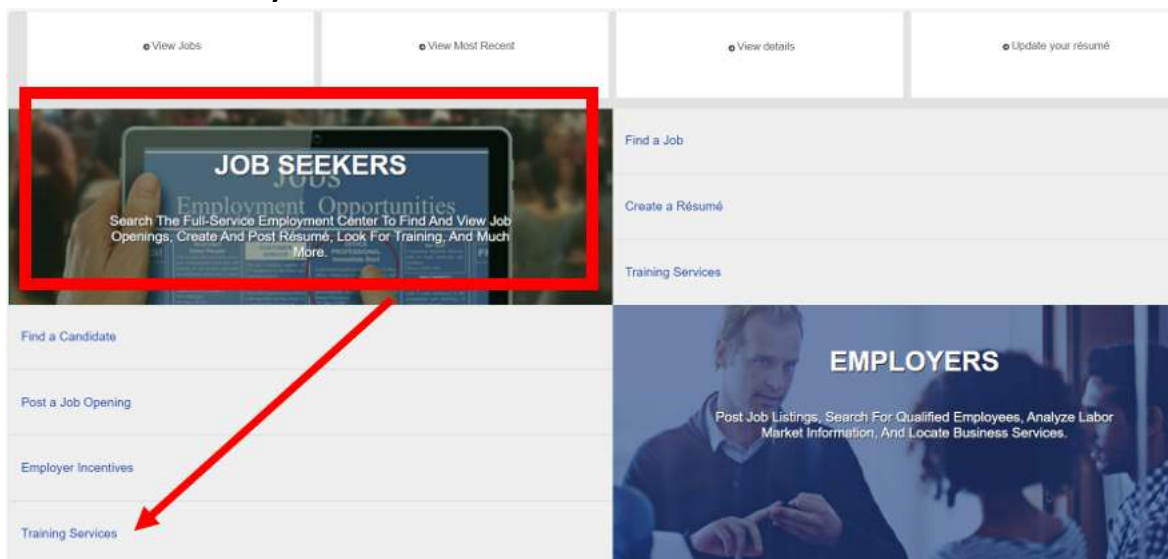 View Jobs
View Most Recent
View details
Update your résumé
JOB SEEKERS
Jobs
Employment Opportunities
Search The Full-Service Employment Center To Find And View Job
Openings, Create And Post Résumé, Look For Training, And Much
More.
Find a Job
Create a Résumé
Training Services
Find a Candidate
Post a Job Opening
Employer Incentives
Training Services
EMPLOYERS
Post Job Listings, Search For Qualified Employees, Analyze Labor
Market Information, And Locate Business Services.